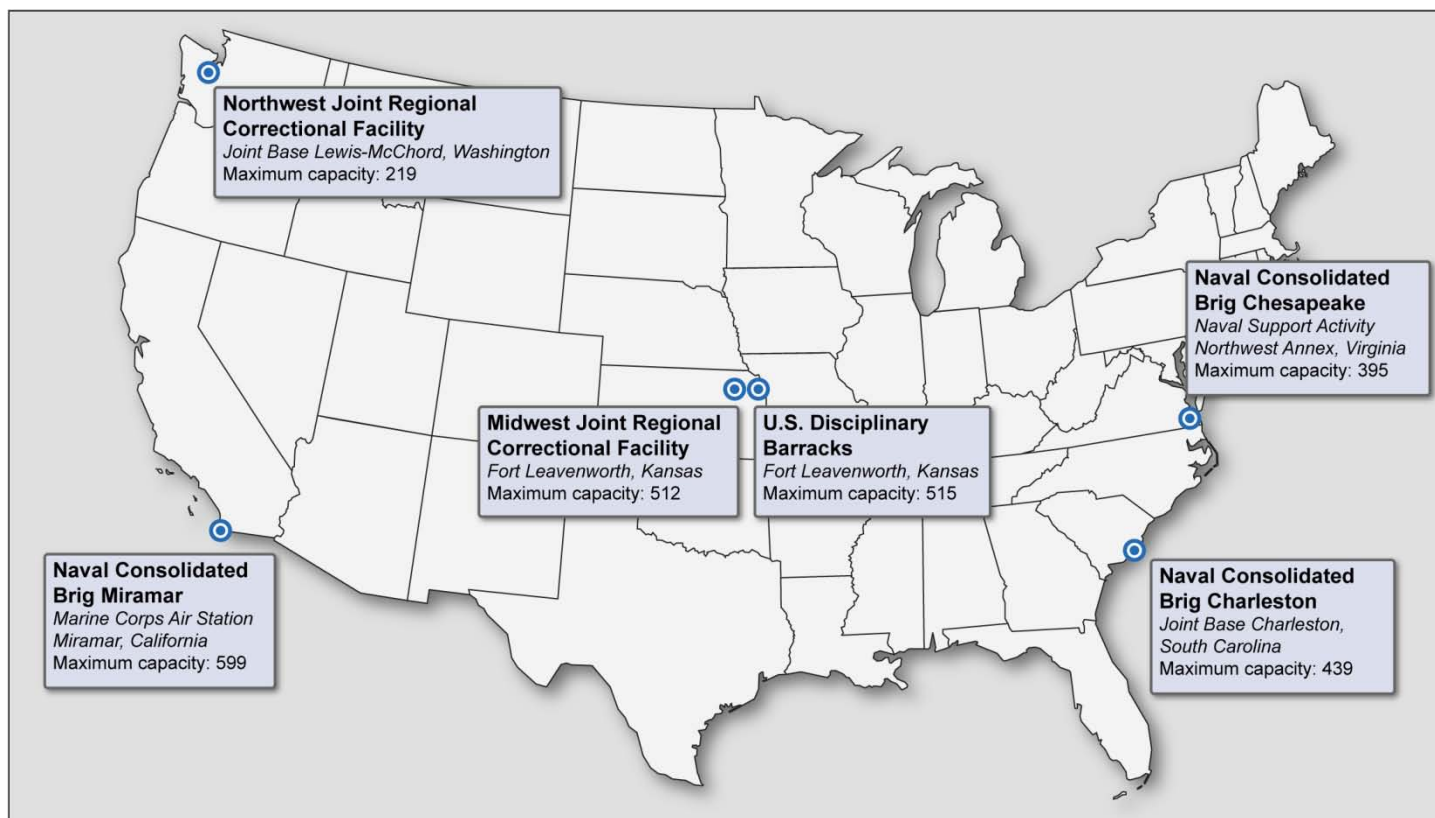 Northwest Joint Regional
Correctional Facility
Joint Base Lewis-McChord, Washington
Maximum capacity: 219
Naval Consolidated
Brig Chesapeake
Naval Support Activity
Northwest Annex, Virginia
Maximum capacity: 395
Midwest Joint Regional
Correctional Facility
Fort Leavenworth, Kansas
Maximum capacity: 512
U.S. Disciplinary
Barracks
Fort Leavenworth, Kansas
Maximum capacity: 515
Naval Consolidated
Brig Miramar
Marine Corps Air Station
Miramar, California
Maximum capacity: 599
Naval Consolidated
Brig Charleston
Joint Base Charleston,
South Carolina
Maximum capacity: 439